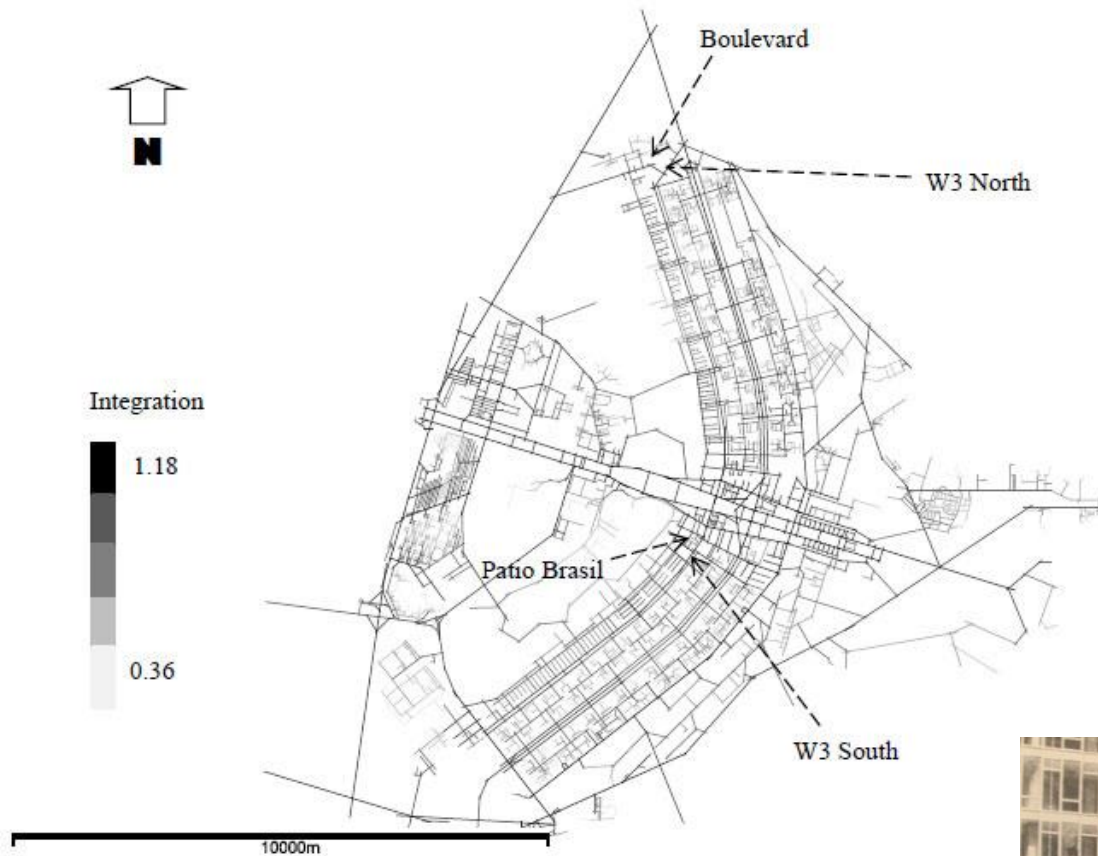 Boulevard
N
W3 North
Integration
1.18
Patio Brasil
0.36
W3 South
10000m